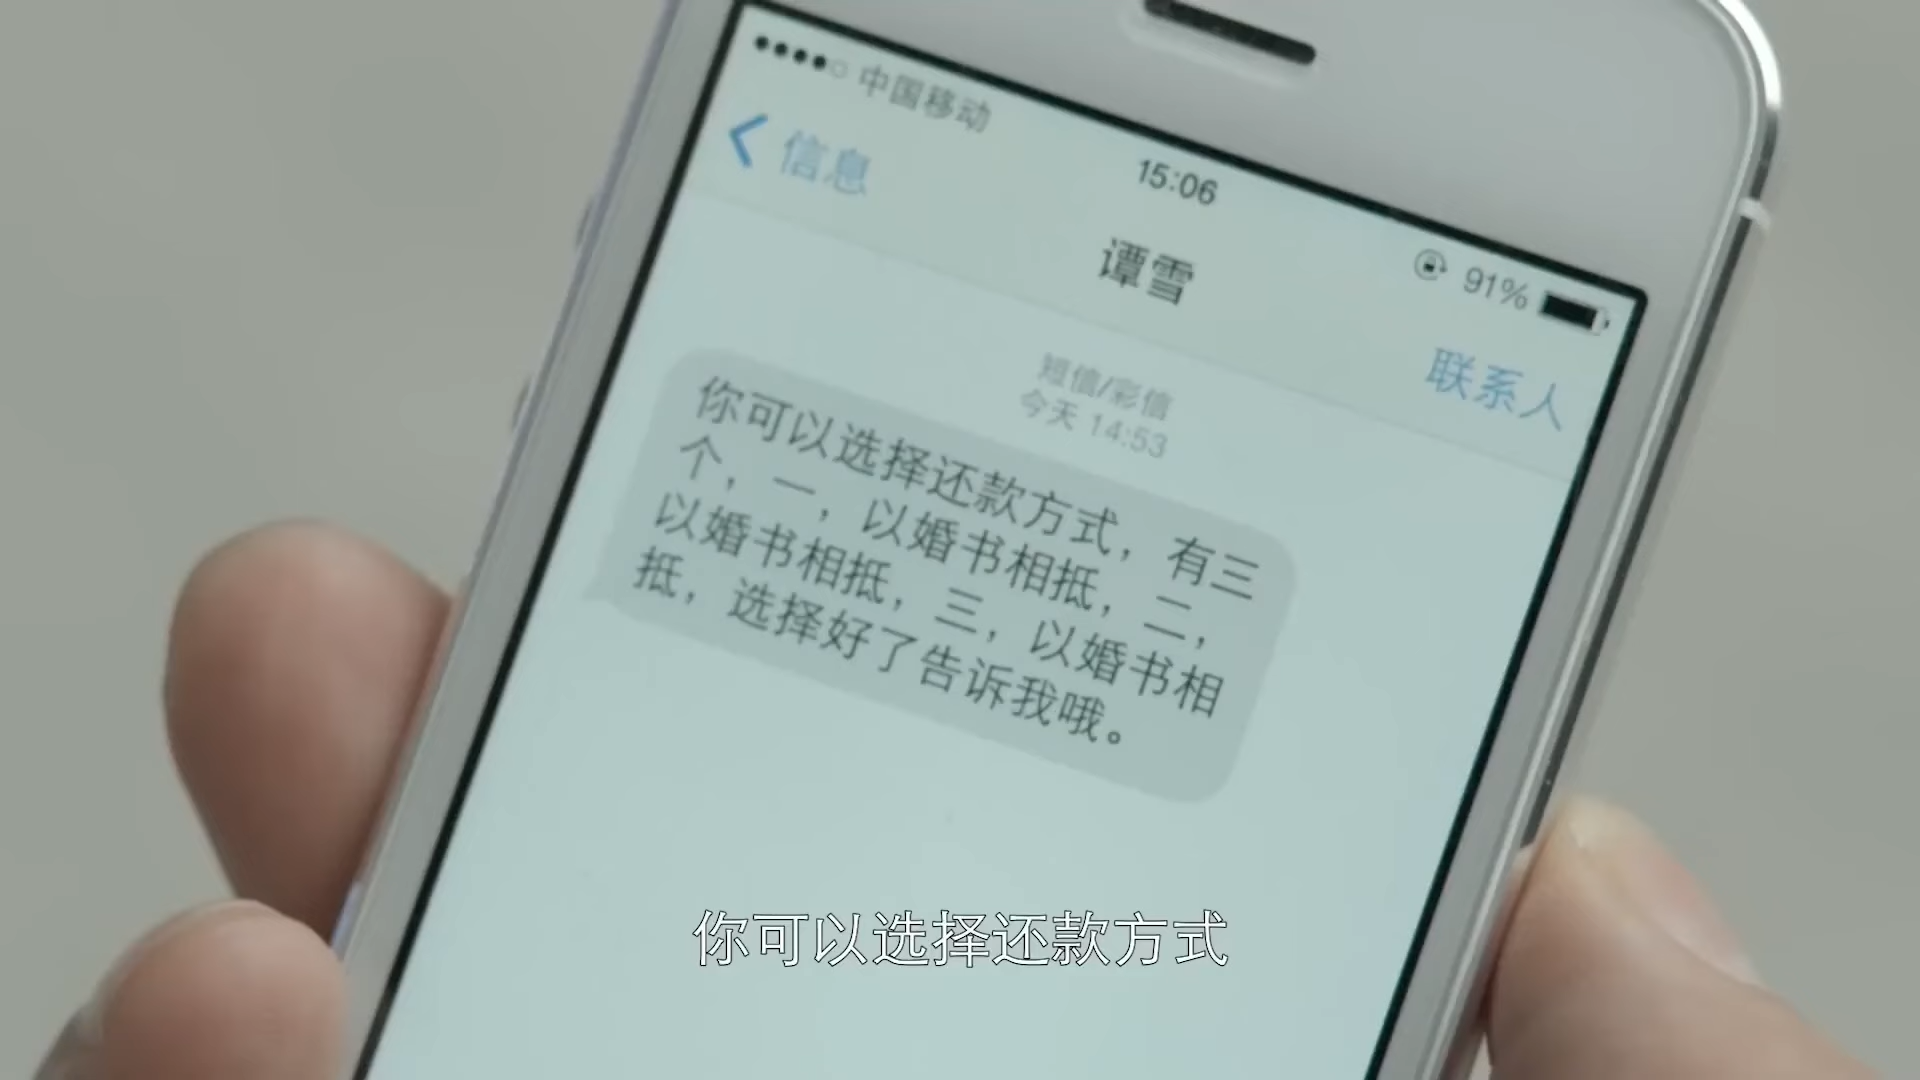 中国移动
15:06
91%
信息
谭雪
联系人
短信/彩信
今天 14:53
你可以选择还款方式，有三
个，一，以婚书相抵，二，
以婚书相抵，三，以婚书相
抵，选择好了告诉我哦。
你可以选择还款方式